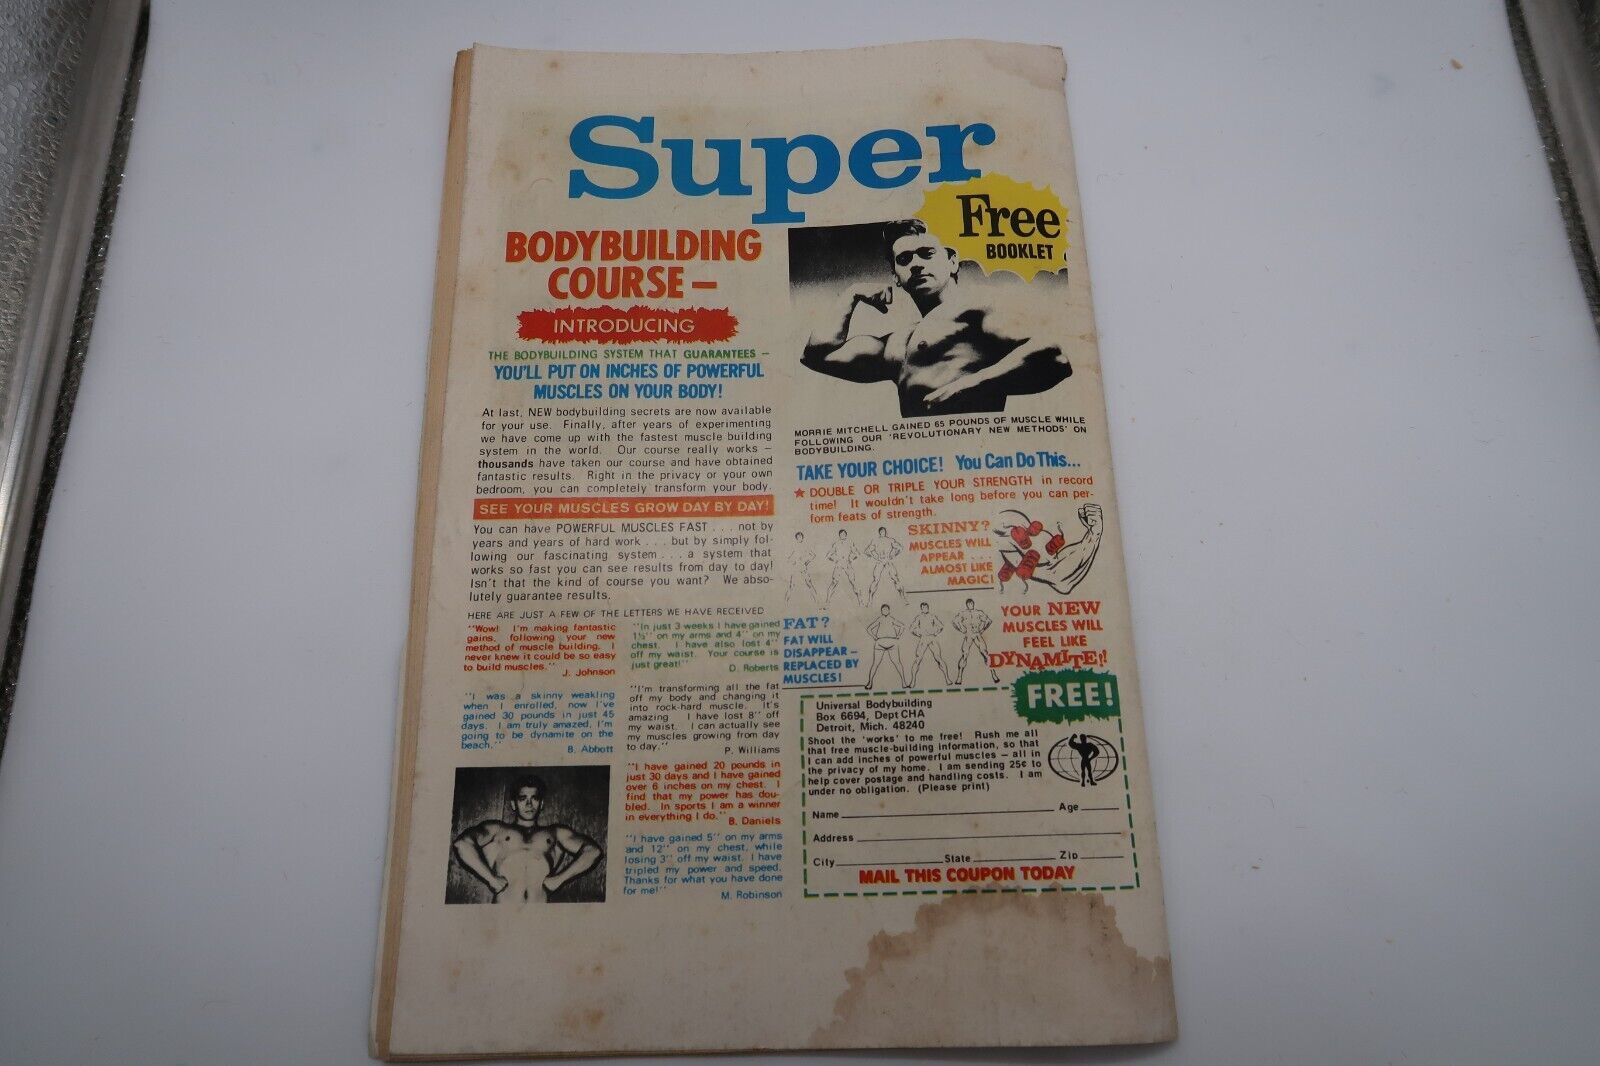 Super
Free
BOOKLET
BODYBUILDING
COURSE —
INTRODUCING
THE BODYBUILDING SYSTEM THAT GUARANTEES —
YOU'LL PUT ON INCHES OF POWERFUL
MUSCLES ON YOUR BODY!
At last, NEW bodybuilding secrets are now available
for your use. Finally, after years of experimenting
we have come up with the fastest muscle building
system in the world. Our course really works —
thousands have taken our course and have obtained
fantastic results. Right in the privacy or your own
bedroom, you can completely transform your body.
SEE YOUR MUSCLES GROW DAY BY DAY!
You can have POWERFUL MUSCLES FAST . . . not by
years and years of hard work . . . but by simply fol-
lowing our fascinating system . . . a system that
works so fast you can see results from day to day!
Isn't that the kind of course you want? We abso-
lutely guarantee results.
HERE ARE JUST A FEW OF THE LETTERS WE HAVE RECEIVED
"Wow! I'm making fantastic
gains, following your new
method of muscle building. I
never knew it could be so easy
to build muscles."
J. Johnson
"I was a skinny weakling
when I enrolled, now I've
gained 30 pounds in just 45
days. I am truly amazed, I'm
going to be dynamite on the
beach."
B. Abbott
"In just 3 weeks I have gained
1½" on my arms and 4" on my
chest. I have also lost 4"
off my waist. Your course is
just great!"
D. Roberts
"I'm transforming all the fat
off my body and changing it
into rock-hard muscle. It's
amazing I have lost 8" off
my waist. I can actually see
my muscles growing from day
to day."
P. Williams
"I have gained 20 pounds in
just 30 days and I have gained
over 6 inches on my chest. I
find that my power has dou-
bled. In sports I am a winner
in everything I do."
B. Daniels
"I have gained 5" on my arms
and 12" on my chest, while
losing 3" off my waist. I have
tripled my power and speed.
Thanks for what you have done
for me!"
M. Robinson
MORRIE MITCHELL GAINED 65 POUNDS OF MUSCLE WHILE
FOLLOWING OUR 'REVOLUTIONARY NEW METHODS' ON
BODYBUILDING.
TAKE YOUR CHOICE! You Can Do This...
★ DOUBLE OR TRIPLE YOUR STRENGTH in record
time! It wouldn't take long before you can per-
form feats of strength.
SKINNY?
MUSCLES WILL
APPEAR . . .
ALMOST LIKE
MAGIC!
FAT?
FAT WILL
DISAPPEAR —
REPLACED BY
MUSCLES!
YOUR NEW
MUSCLES WILL
FEEL LIKE
DYNAMITE!!
FREE!
Universal Bodybuilding
Box 6694, Dept CHA
Detroit, Mich. 48240
Shoot the 'works' to me free! Rush me all
that free muscle-building information, so that
I can add inches of powerful muscles — all in
the privacy of my home. I am sending 25¢ to
help cover postage and handling costs. I am
under no obligation. (Please print)
Name Age
Address
City State Zip
MAIL THIS COUPON TODAY